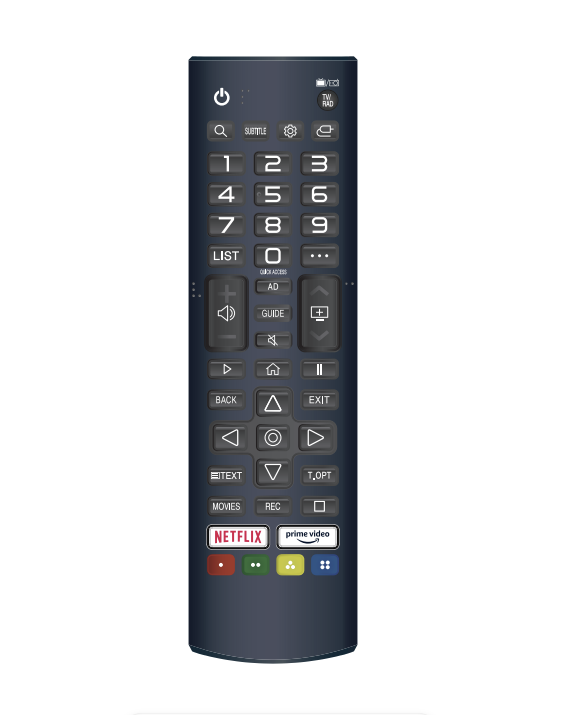 TV/
RAD
SUBTITLE
1 2 3
4 5 6
7 8 9
LIST 0 ...
QUICK ACCESS
AD
GUIDE
BACK EXIT
TEXT T.OPT
MOVIES REC
NETFLIX prime video